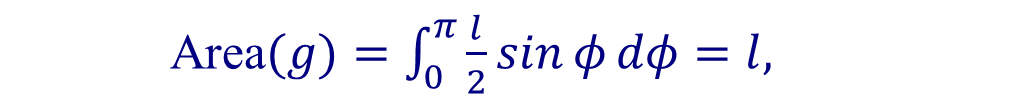 Area(g) = ∫₀^π l/2 sin ϕ dϕ = l,